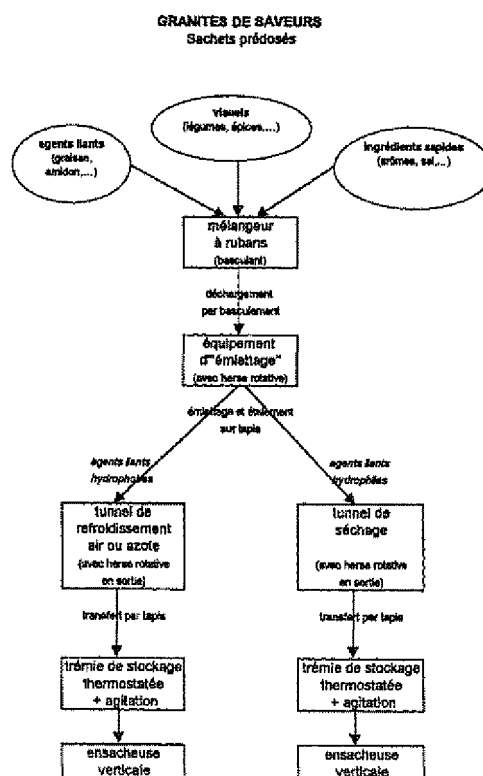 GRANITES DE SAVEURS
Sachets prédosés
visuels
(légumes, épices,...)
agents liants
(graisse,
amidon,...)
ingrédients sapides
(arômes, sel,...)
mélangeur
à rubans
(basculant)
déchargement
par basculement
équipement
d'"émiettage"
(avec herse rotative)
émiettage et étalement
sur tapis
agents liants
hydrophobes
agents liants
hydrophiles
tunnel de
refroidissement
air ou azote
(avec herse rotative
en sortie)
tunnel de
séchage
(avec herse rotative
en sortie)
transfert par tapis
transfert par tapis
trémie de stockage
thermostatée
+ agitation
trémie de stockage
thermostatée
+ agitation
ensacheuse
verticale
ensacheuse
verticale